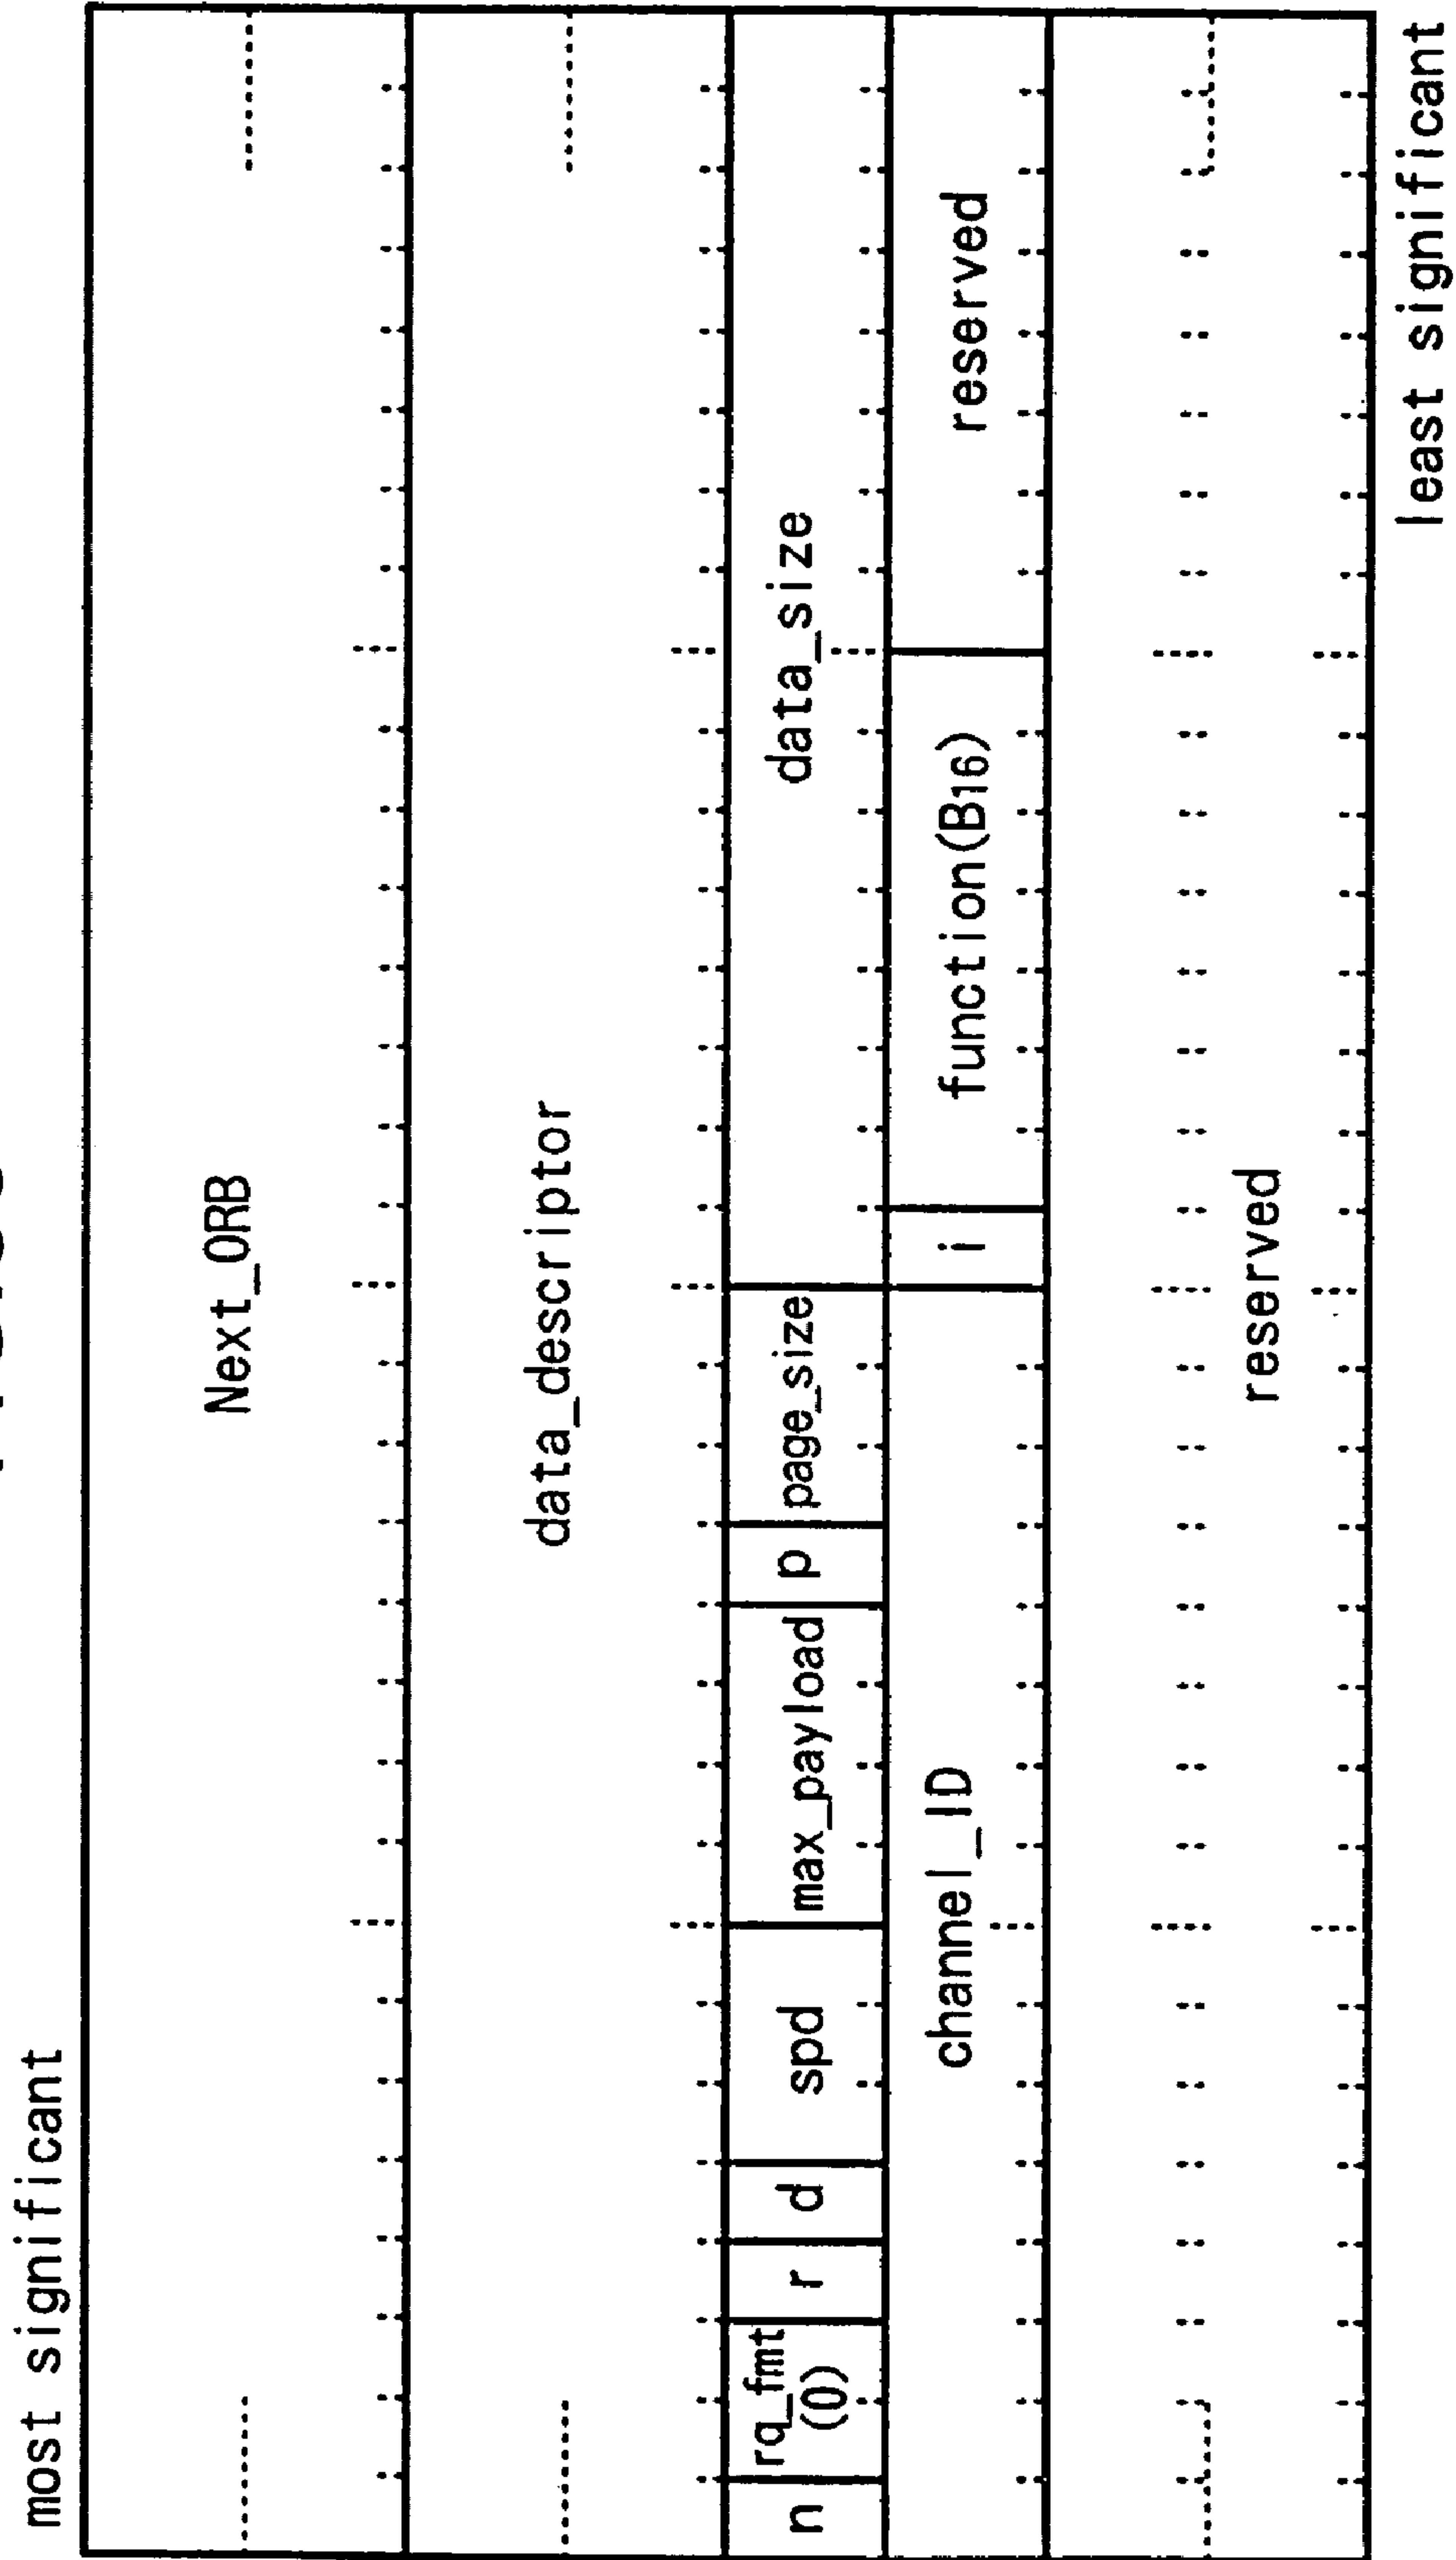 most significant
Next_ORB
data_descriptor
n rq_fmt (0) r d spd max_payload p page_size data_size
channel_ID i function(B16) reserved
reserved
least significant